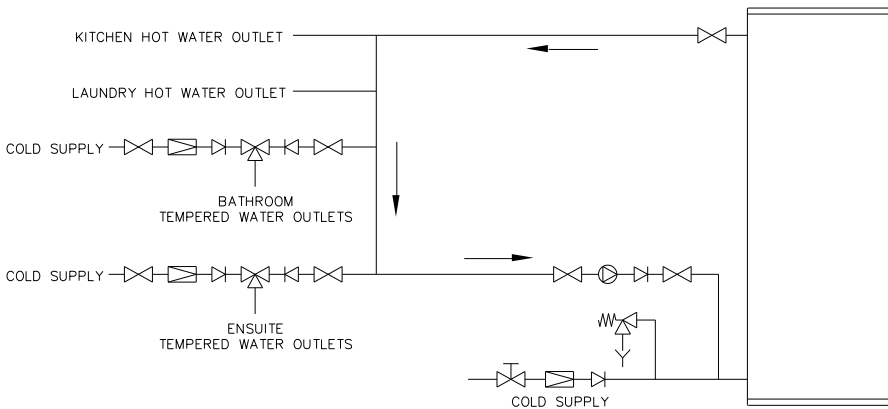 KITCHEN HOT WATER OUTLET
LAUNDRY HOT WATER OUTLET
COLD SUPPLY
BATHROOM
TEMPERED WATER OUTLETS
COLD SUPPLY
ENSUITE
TEMPERED WATER OUTLETS
COLD SUPPLY